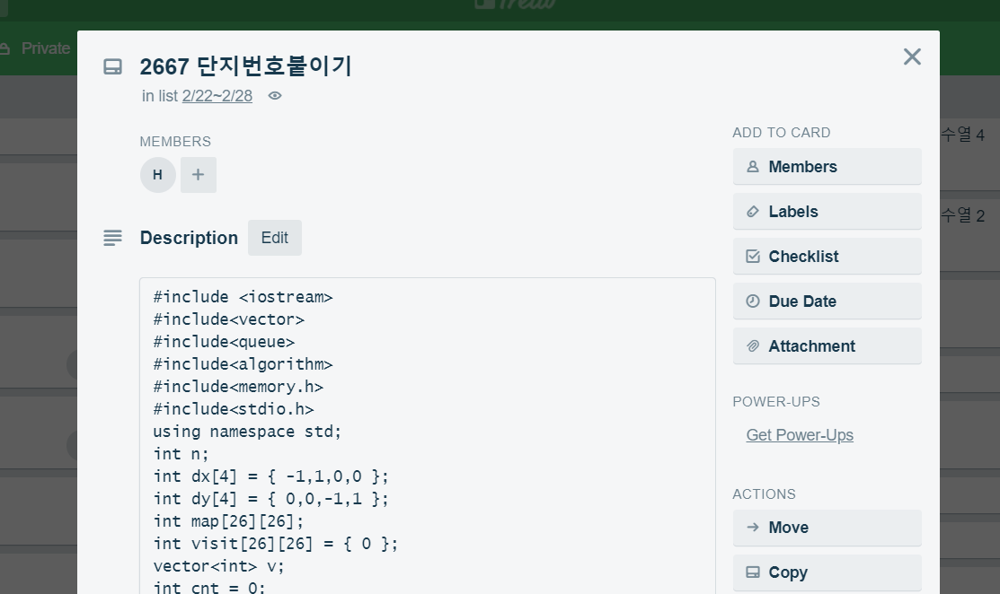 Trello
Private
2667 단지번호붙이기
in list 2/22~2/28
MEMBERS
H
+
Description
Edit
#include <iostream>
#include<vector>
#include<queue>
#include<algorithm>
#include<memory.h>
#include<stdio.h>
using namespace std;
int n;
int dx[4] = { -1,1,0,0 };
int dy[4] = { 0,0,-1,1 };
int map[26][26];
int visit[26][26] = { 0 };
vector<int> v;
int cnt = 0;
ADD TO CARD
Members
Labels
Checklist
Due Date
Attachment
POWER-UPS
Get Power-Ups
ACTIONS
Move
Copy
수열 4
수열 2